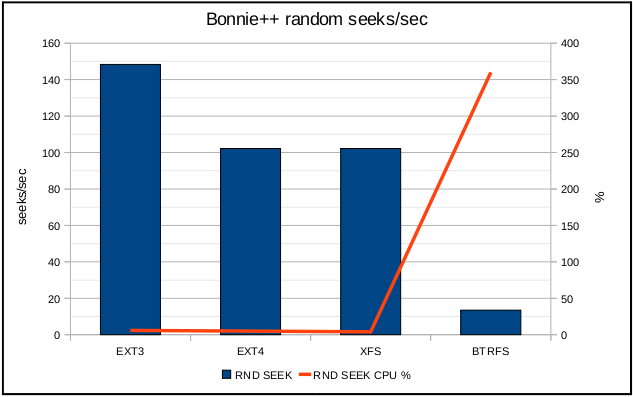 Bonnie++ random seeks/sec
160 400
140 350
120 300
100 250
80 200
60 150
40 100
20 50
0 0
seeks/sec
%
EXT3 EXT4 XFS BTRFS
RND SEEK RND SEEK CPU %